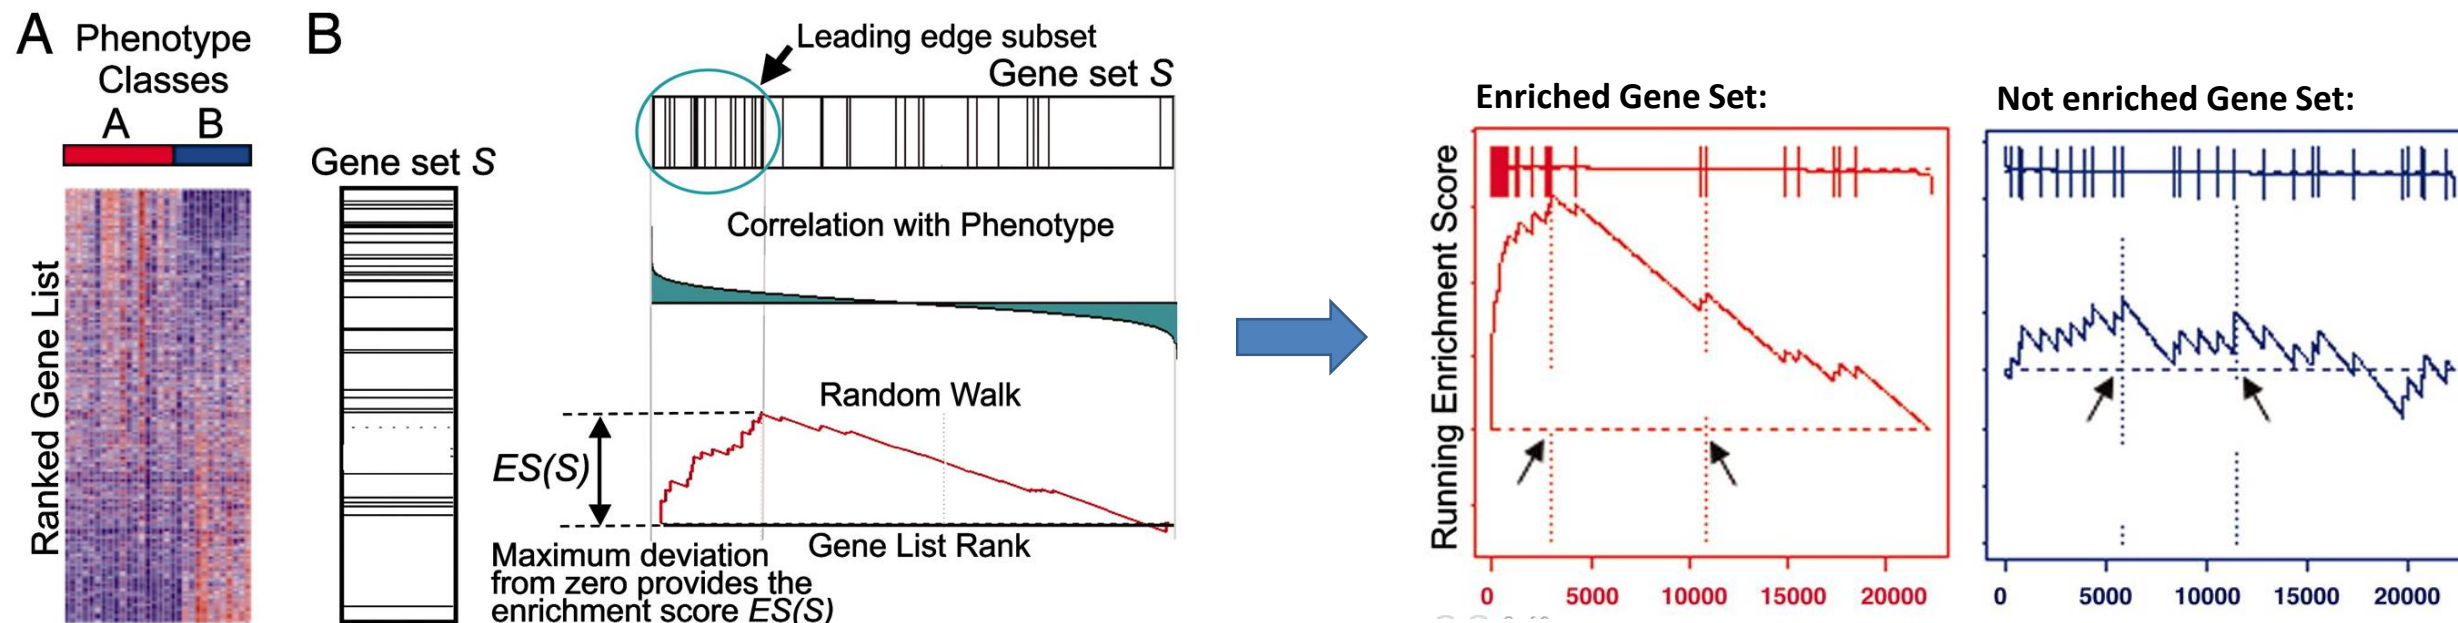 A
Phenotype
Classes
A B
Ranked Gene List
B
Gene set S
Leading edge subset
Gene set S
Correlation with Phenotype
Random Walk
ES(S)
Gene List Rank
Maximum deviation
from zero provides the
enrichment score ES(S)
Enriched Gene Set:
Running Enrichment Score
0 5000 10000 15000 20000
Not enriched Gene Set:
0 5000 10000 15000 20000